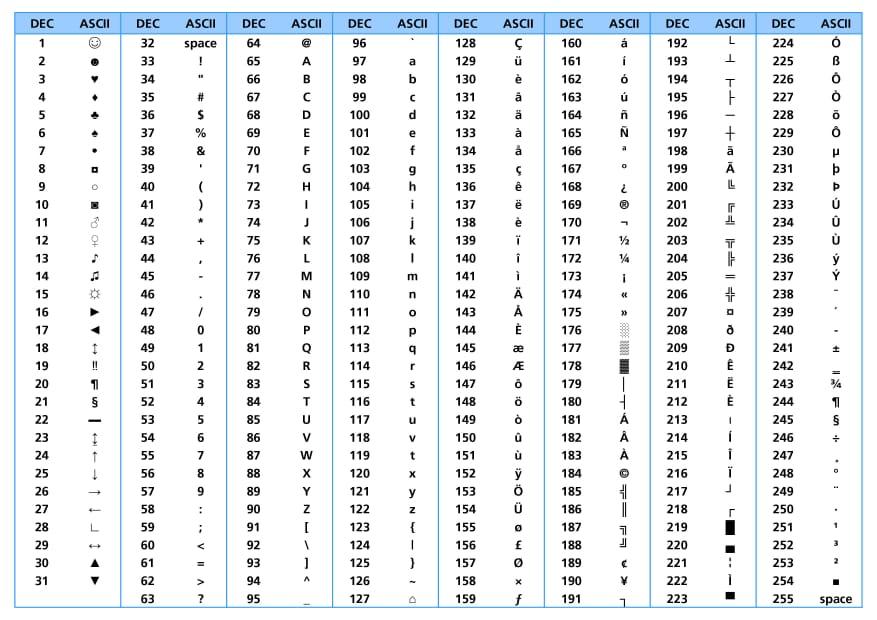 DEC ASCII DEC ASCII DEC ASCII DEC ASCII DEC ASCII DEC ASCII DEC ASCII DEC ASCII
1 ☺ 32 space 64 @ 96 ` 128 Ç 160 á 192 └ 224 Ó
2 ☻ 33 ! 65 A 97 a 129 ü 161 í 193 ┴ 225 ß
3 ♥ 34 " 66 B 98 b 130 è 162 ó 194 ┬ 226 Ô
4 ♦ 35 # 67 C 99 c 131 â 163 ú 195 ├ 227 Ò
5 ♣ 36 $ 68 D 100 d 132 ä 164 ñ 196 ─ 228 õ
6 ♠ 37 % 69 E 101 e 133 à 165 Ñ 197 ┼ 229 Ô
7 • 38 & 70 F 102 f 134 å 166 ª 198 ã 230 µ
8 ◘ 39 ' 71 G 103 g 135 ç 167 º 199 Ã 231 þ
9 ○ 40 ( 72 H 104 h 136 ê 168 ¿ 200 ╚ 232 Þ
10 ◙ 41 ) 73 I 105 i 137 ë 169 ® 201 ╔ 233 Ú
11 ♂ 42 * 74 J 106 j 138 è 170 ¬ 202 ╩ 234 Û
12 ♀ 43 + 75 K 107 k 139 ï 171 ½ 203 ╦ 235 Ù
13 ♪ 44 , 76 L 108 l 140 î 172 ¼ 204 ╠ 236 ý
14 ♫ 45 - 77 M 109 m 141 ì 173 ¡ 205 ═ 237 Ý
15 ☼ 46 . 78 N 110 n 142 Ä 174 « 206 ╬ 238 ¯
16 ► 47 / 79 O 111 o 143 Å 175 » 207 ¤ 239 ´
17 ◄ 48 0 80 P 112 p 144 È 176 ░ 208 ð 240 -
18 ↕ 49 1 81 Q 113 q 145 æ 177 ▒ 209 Đ 241 ±
19 ‼ 50 2 82 R 114 r 146 Æ 178 ▓ 210 Ê 242 ‗
20 ¶ 51 3 83 S 115 s 147 ô 179 │ 211 Ë 243 ¾
21 § 52 4 84 T 116 t 148 ö 180 ┤ 212 È 244 ¶
22 ▬ 53 5 85 U 117 u 149 ò 181 Á 213 ı 245 §
23 ↨ 54 6 86 V 118 v 150 û 182 Â 214 Í 246 ÷
24 ↑ 55 7 87 W 119 t 151 ù 183 À 215 Î 247 ¸
25 ↓ 56 8 88 X 120 x 152 ÿ 184 © 216 Ï 248 °
26 → 57 9 89 Y 121 y 153 Ö 185 ╣ 217 ┘ 249 ¨
27 ← 58 : 90 Z 122 z 154 Ü 186 ║ 218 ┌ 250 ·
28 ∟ 59 ; 91 [ 123 { 155 ø 187 ╗ 219 █ 251 ¹
29 ↔ 60 < 92 \ 124 | 156 £ 188 ╝ 220 ▄ 252 ³
30 ▲ 61 = 93 ] 125 } 157 Ø 189 ¢ 221 ¦ 253 ²
31 ▼ 62 > 94 ^ 126 ~ 158 × 190 ¥ 222 Ì 254 ■
63 ? 95 _ 127 ⌂ 159 ƒ 191 ┐ 223 ▀ 255 space